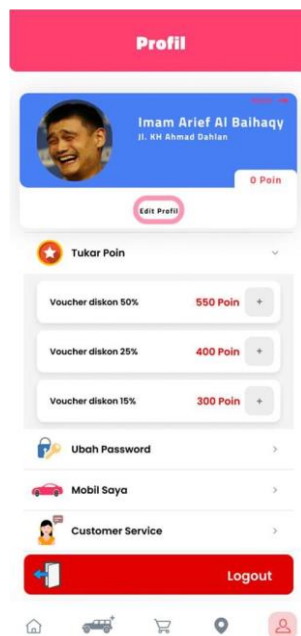 Profil
Imam Arief Al Baihaqy
Jl. KH Ahmad Dahlan
0 Poin
Edit Profil
Tukar Poin
Voucher diskon 50% 550 Poin +
Voucher diskon 25% 400 Poin +
Voucher diskon 15% 300 Poin +
Ubah Password
Mobil Saya
Customer Service
Logout